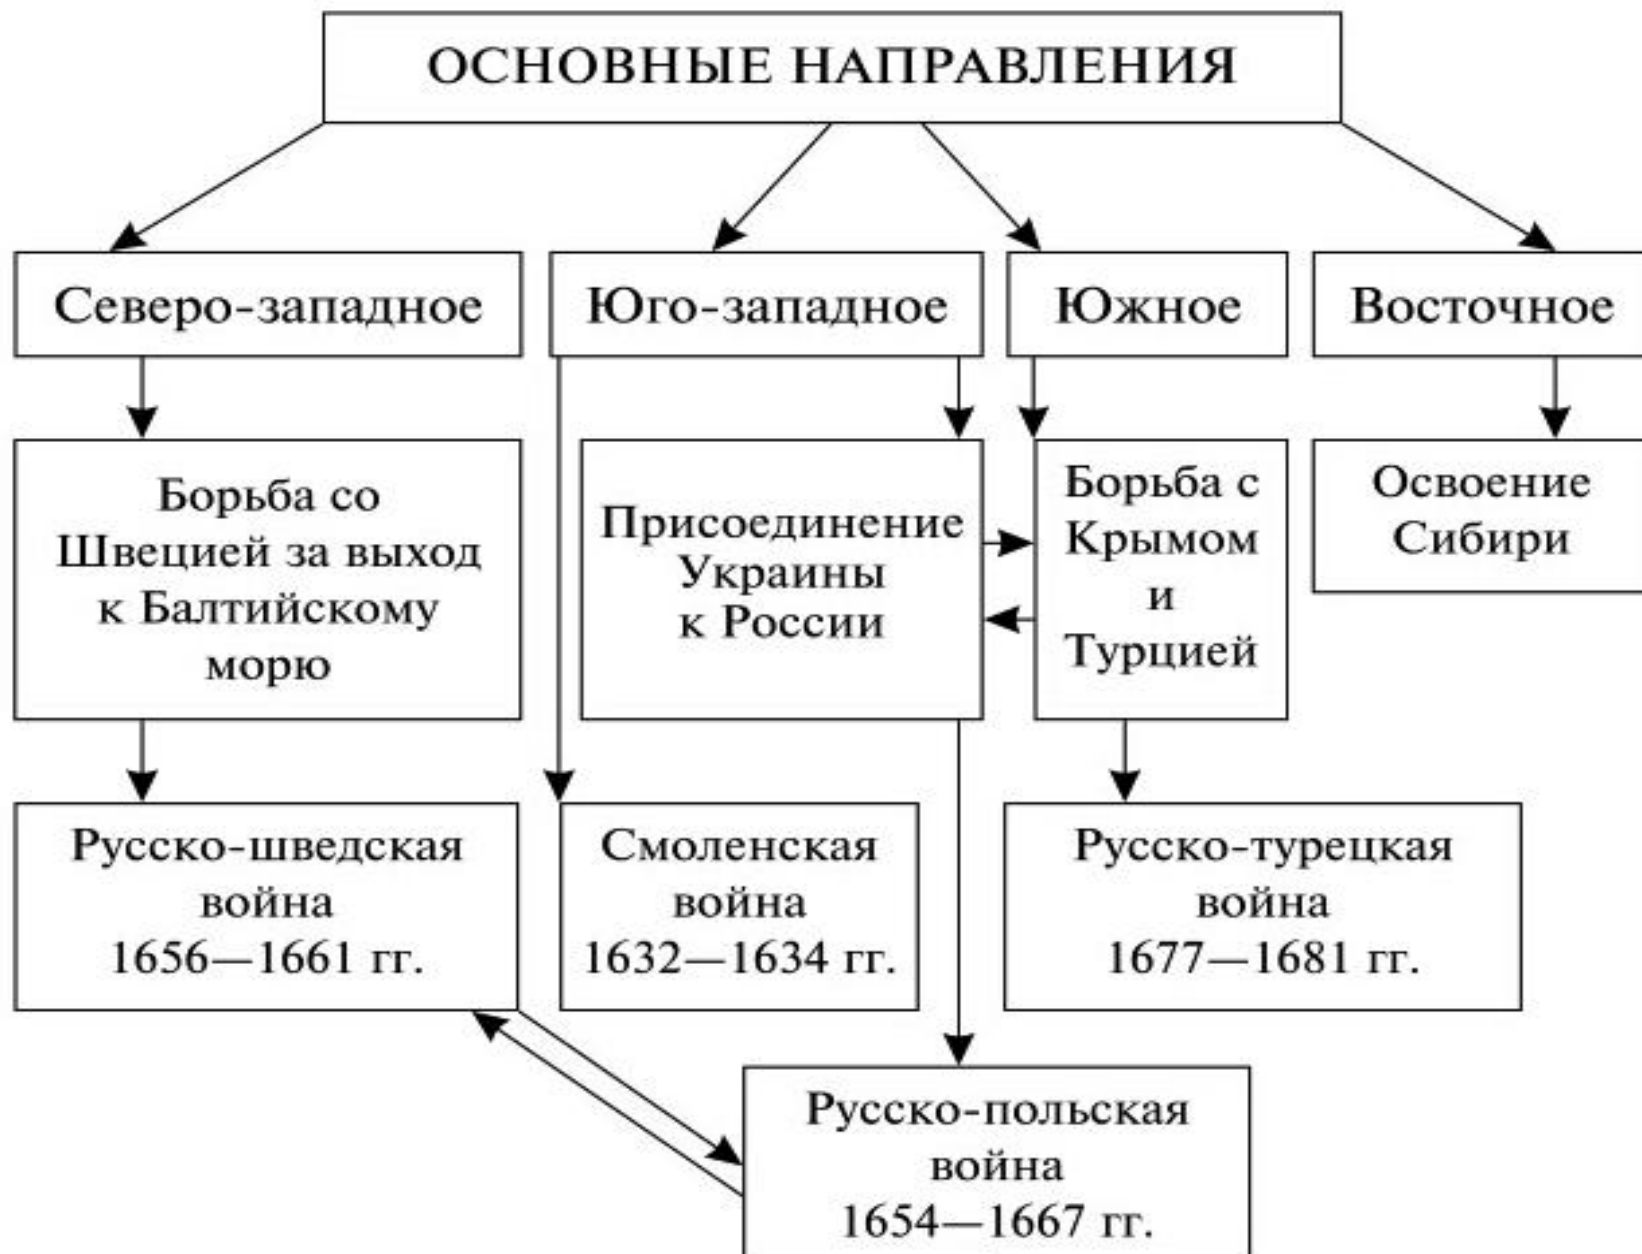 ОСНОВНЫЕ НАПРАВЛЕНИЯ
Северо-западное
Юго-западное
Южное
Восточное
Борьба со
Швецией за выход
к Балтийскому
морю
Присоединение
Украины
к России
Борьба с
Крымом
и
Турцией
Освоение
Сибири
Русско-шведская
война
1656—1661 гг.
Смоленская
война
1632—1634 гг.
Русско-турецкая
война
1677—1681 гг.
Русско-польская
война
1654—1667 гг.